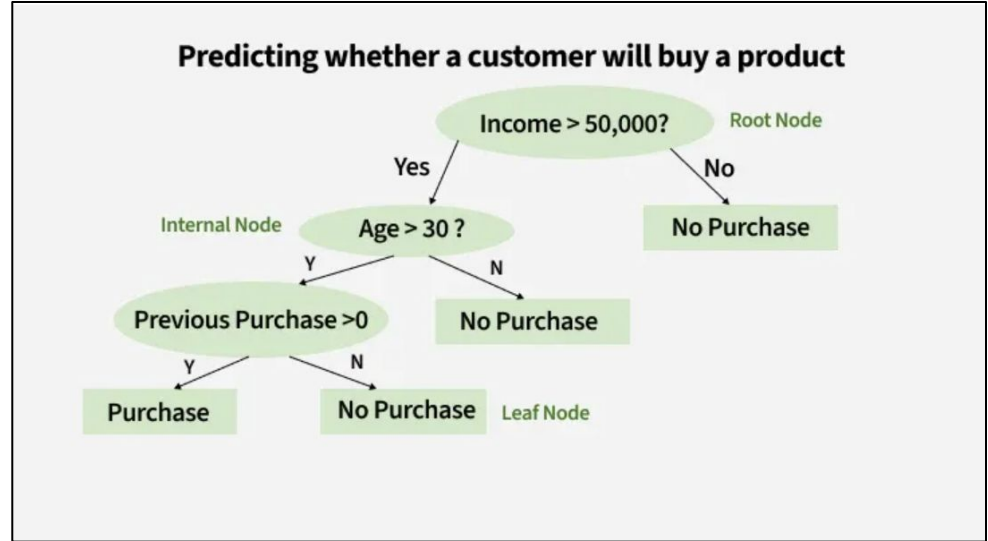 Predicting whether a customer will buy a product
Income > 50,000?
Root Node
Yes
No
Internal Node
Age > 30 ?
No Purchase
Y
N
Previous Purchase >0
No Purchase
Y
N
Purchase
No Purchase
Leaf Node